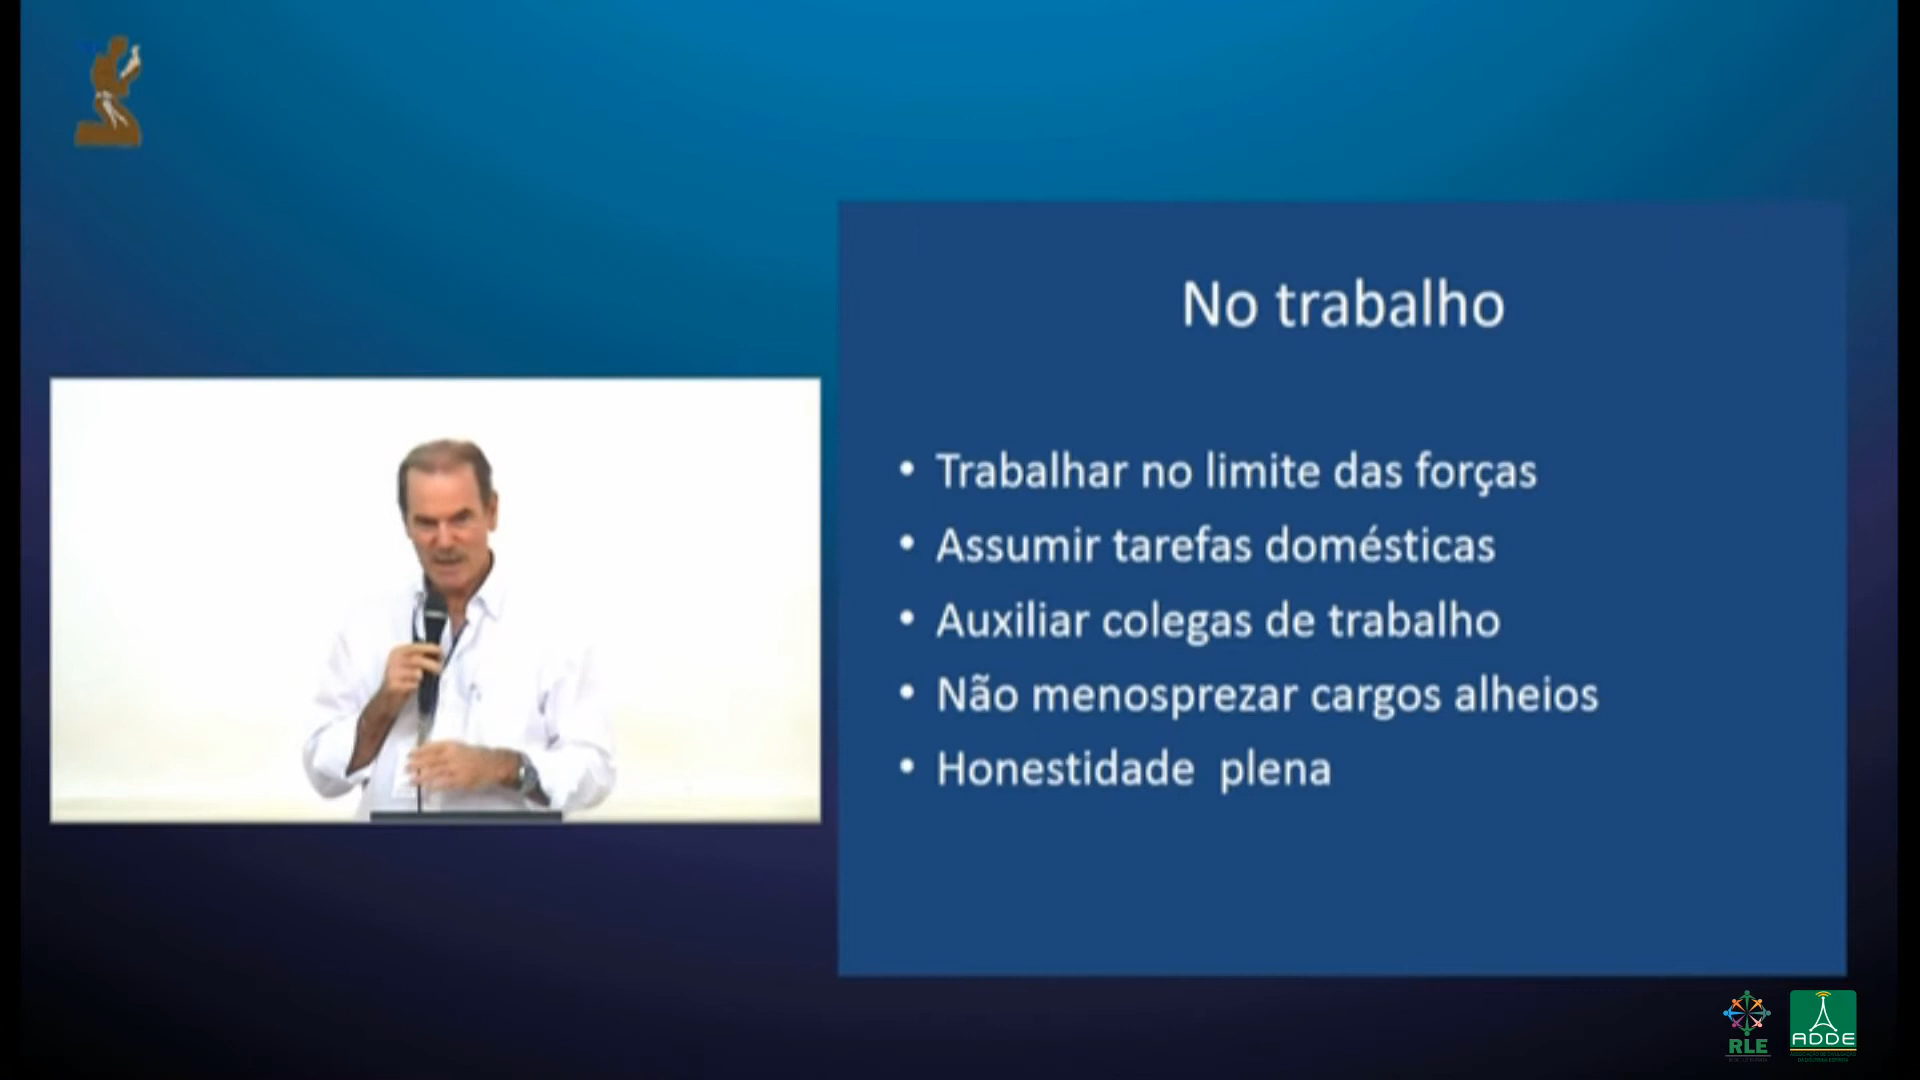 No trabalho
• Trabalhar no limite das forças
• Assumir tarefas domésticas
• Auxiliar colegas de trabalho
• Não menosprezar cargos alheios
• Honestidade  plena
RLE
ADDE